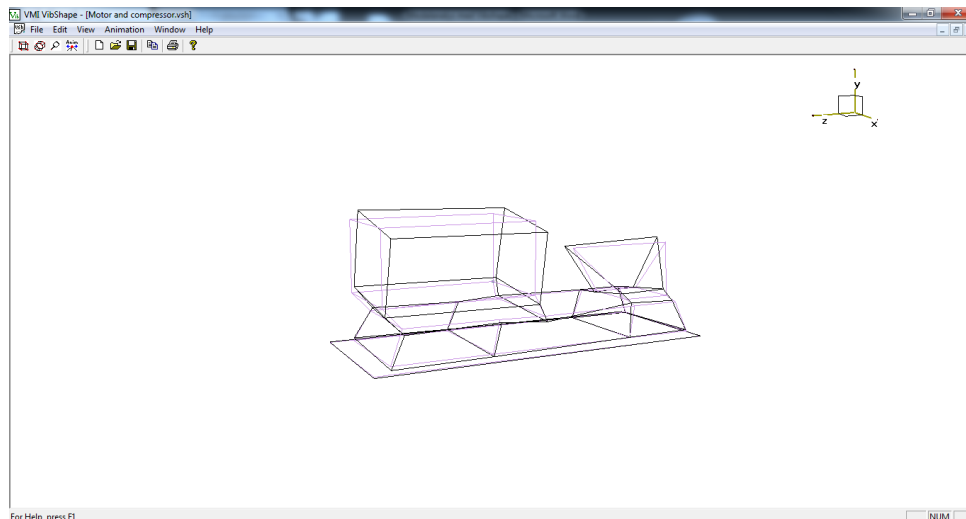 VMI VibShape - [Motor and compressor.vsh]
File Edit View Animation Window Help
y
z
x
For Help, press F1
NUM